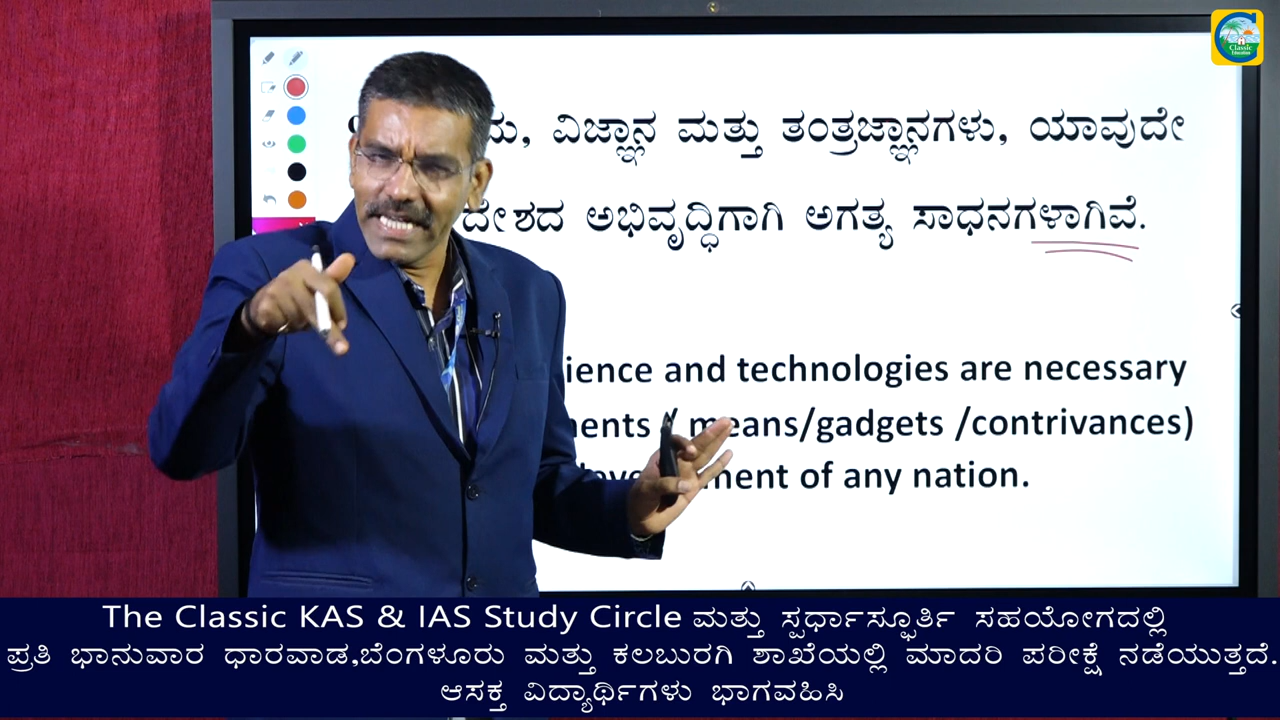 Classic
Education
ವಿಜ್ಞಾನ ಮತ್ತು ತಂತ್ರಜ್ಞಾನಗಳು, ಯಾವುದೇ
ದೇಶದ ಅಭಿವೃದ್ಧಿಗಾಗಿ ಅಗತ್ಯ ಸಾಧನಗಳಾಗಿವೆ.
ience and technologies are necessary
ments / means/gadgets /contrivances)
ment of any nation.
The Classic KAS & IAS Study Circle ಮತ್ತು ಸ್ಪರ್ಧಾಸ್ಫೂರ್ತಿ ಸಹಯೋಗದಲ್ಲಿ
ಪ್ರತಿ ಭಾನುವಾರ ಧಾರವಾಡ,ಬೆಂಗಳೂರು ಮತ್ತು ಕಲಬುರಗಿ ಶಾಖೆಯಲ್ಲಿ ಮಾದರಿ ಪರೀಕ್ಷೆ ನಡೆಯುತ್ತದೆ.
ಆಸಕ್ತ ವಿದ್ಯಾರ್ಥಿಗಳು ಭಾಗವಹಿಸಿ